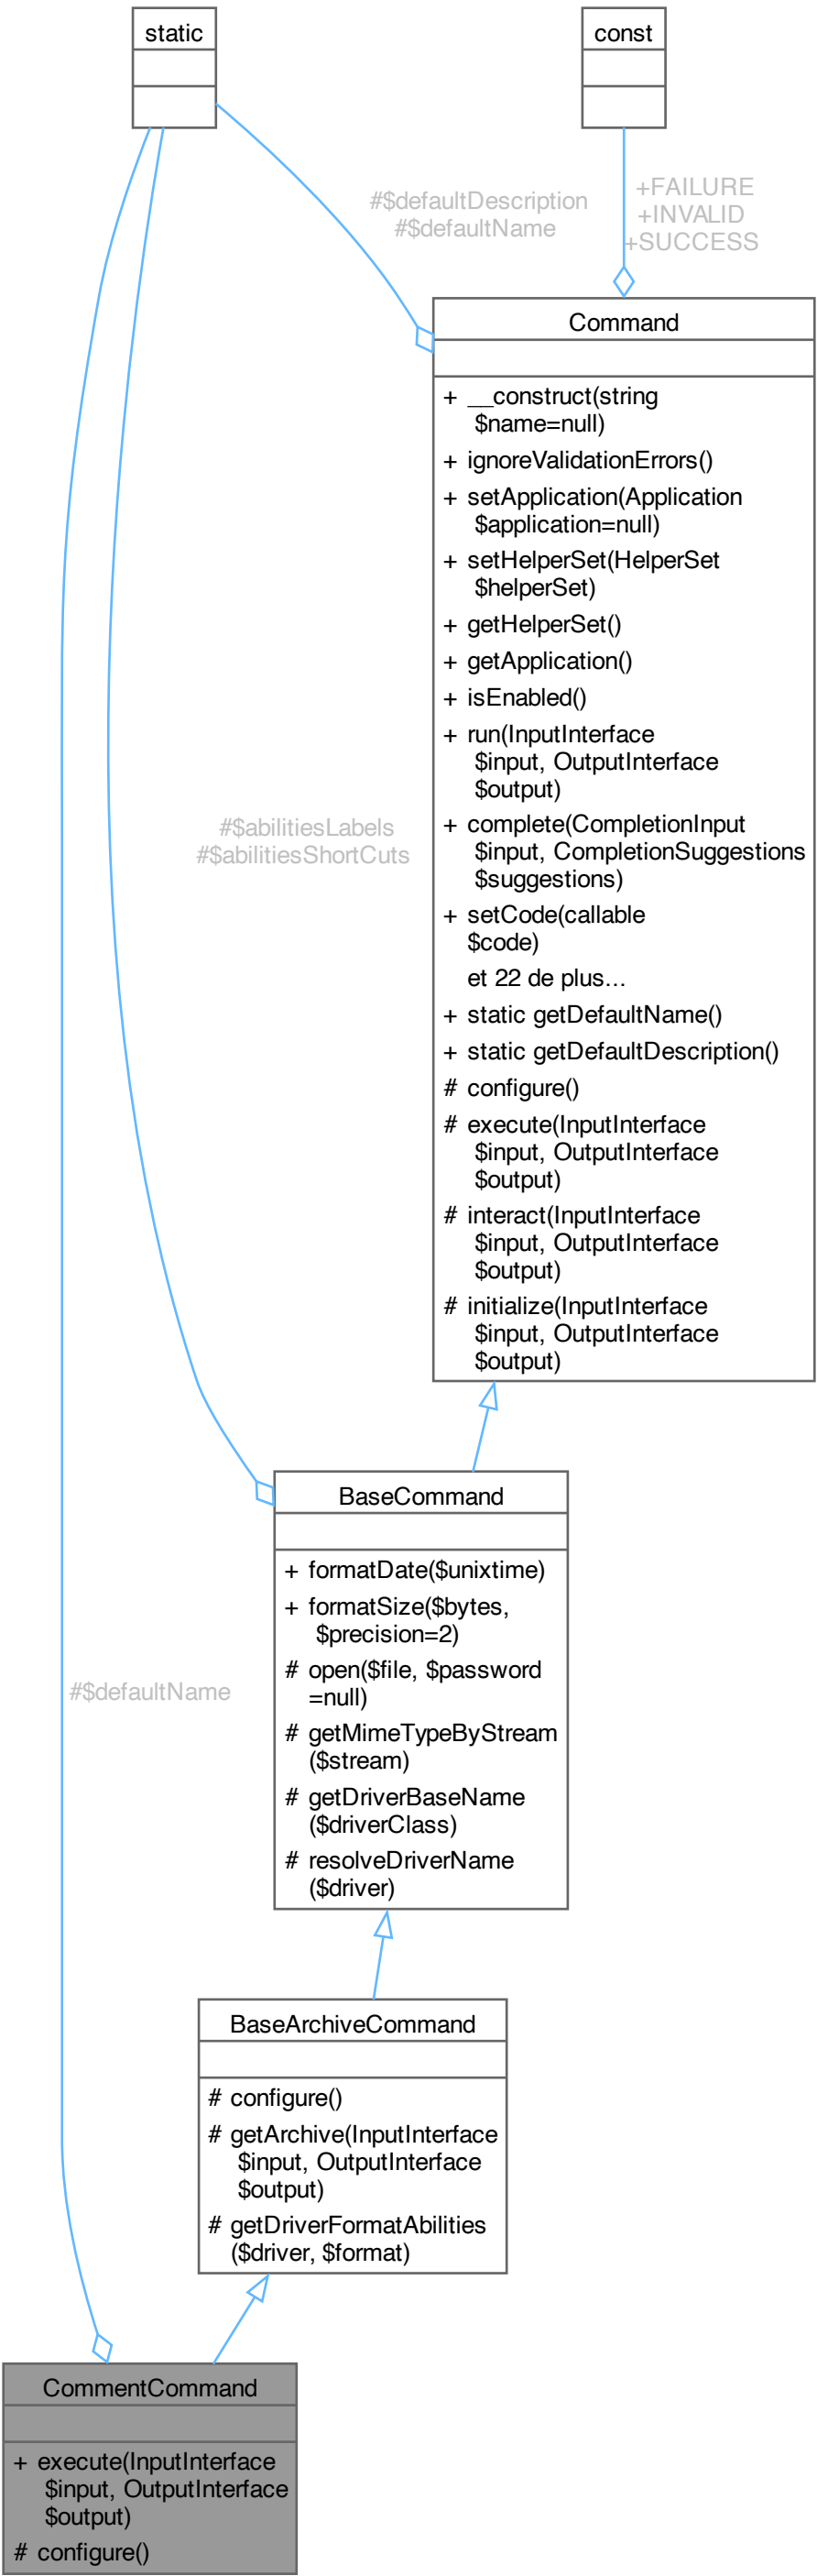 static
const
#$defaultDescription
#$defaultName
+FAILURE
+INVALID
+SUCCESS
Command
+ __construct(string
$name=null)
+ ignoreValidationErrors()
+ setApplication(Application
$application=null)
+ setHelperSet(HelperSet
$helperSet)
+ getHelperSet()
+ getApplication()
+ isEnabled()
+ run(InputInterface
$input, OutputInterface
$output)
+ complete(CompletionInput
$input, CompletionSuggestions
$suggestions)
+ setCode(callable
$code)
et 22 de plus...
+ static getDefaultName()
+ static getDefaultDescription()
# configure()
# execute(InputInterface
$input, OutputInterface
$output)
# interact(InputInterface
$input, OutputInterface
$output)
# initialize(InputInterface
$input, OutputInterface
$output)
#$abilitiesLabels
#$abilitiesShortCuts
BaseCommand
+ formatDate($unixtime)
+ formatSize($bytes,
$precision=2)
# open($file, $password
=null)
# getMimeTypeByStream
($stream)
# getDriverBaseName
($driverClass)
# resolveDriverName
($driver)
#$defaultName
BaseArchiveCommand
# configure()
# getArchive(InputInterface
$input, OutputInterface
$output)
# getDriverFormatAbilities
($driver, $format)
CommentCommand
+ execute(InputInterface
$input, OutputInterface
$output)
# configure()